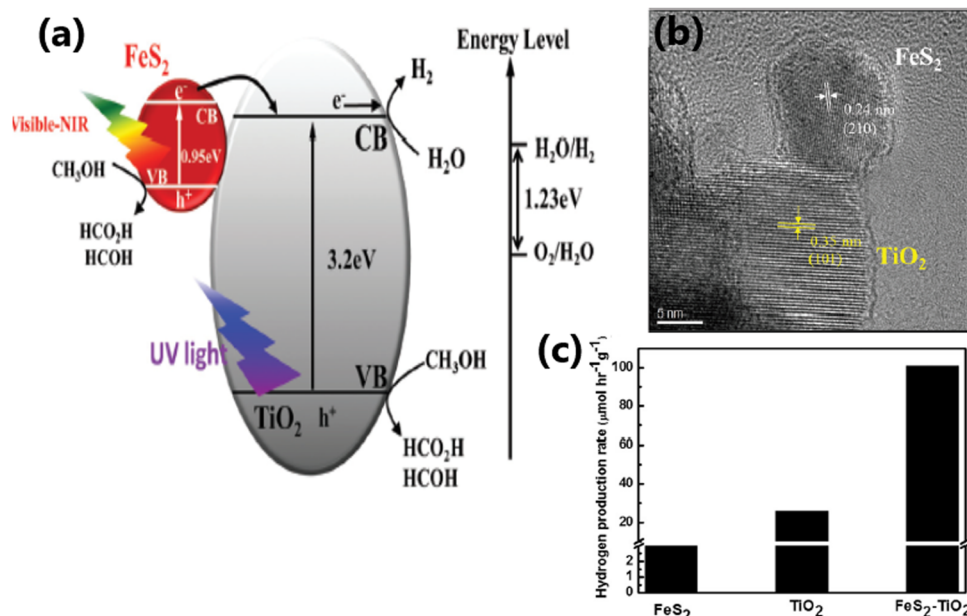 (a)
FeS₂
e⁻
CB
Visible-NIR
0.95eV
CH₃OH
VB
h⁺
HCO₂H
HCOH
H₂
e⁻
CB
H₂O
3.2eV
UV light
VB
CH₃OH
TiO₂ h⁺
HCO₂H
HCOH
Energy Level
H₂O/H₂
1.23eV
O₂/H₂O
(b)
FeS₂
0.24 nm
(210)
0.35 nm
(101)
TiO₂
5 nm
(c)
Hydrogen production rate (μmol hr⁻¹g⁻¹)
100
80
60
40
20
2
1
0
FeS₂
TiO₂
FeS₂-TiO₂